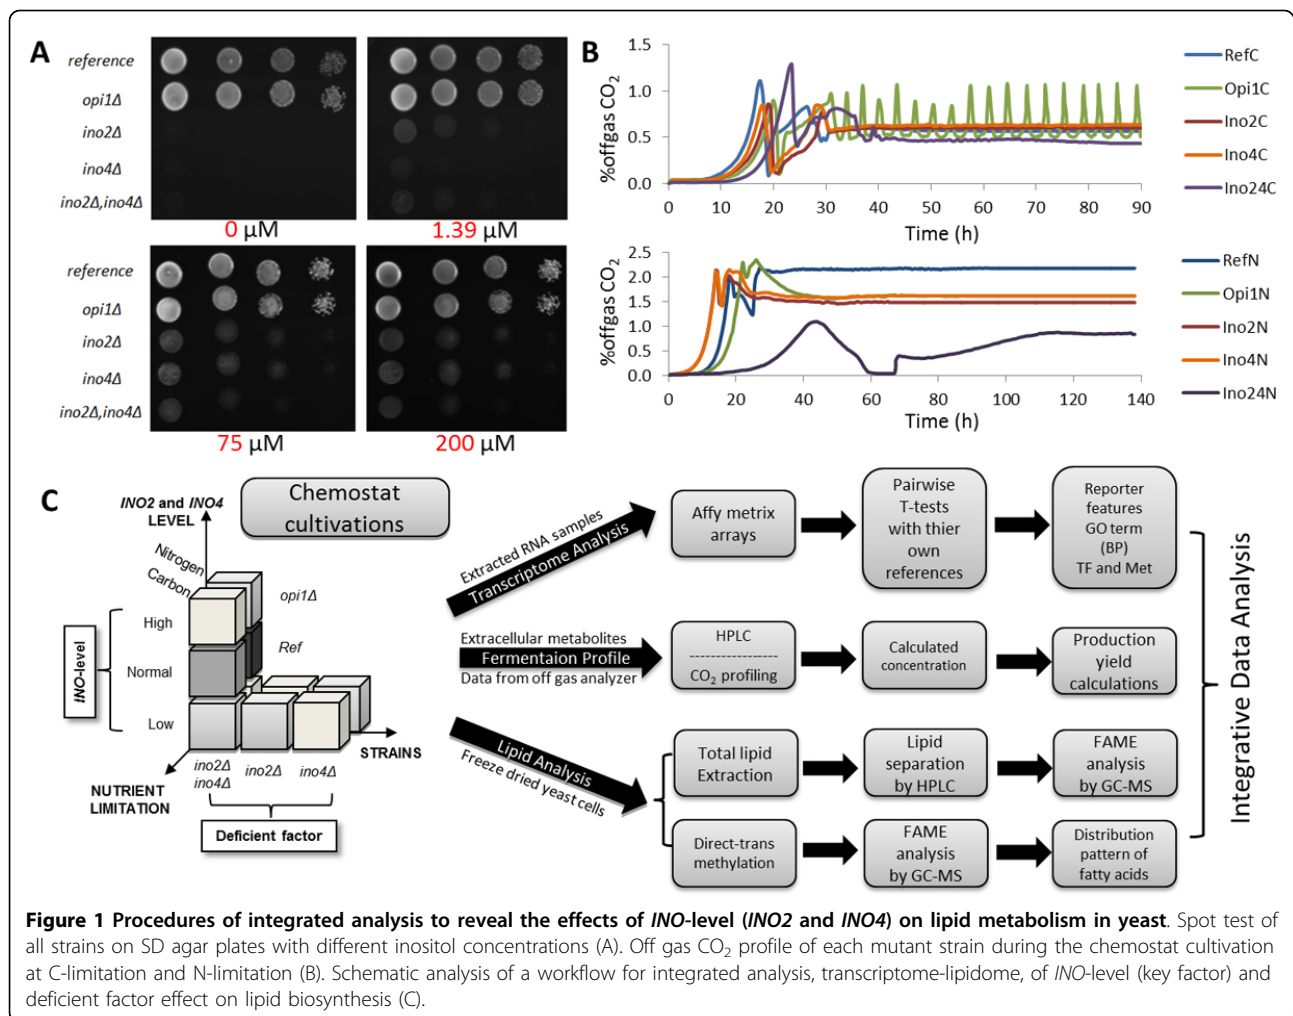 A
reference
opi1Δ
ino2Δ
ino4Δ
ino2Δ,ino4Δ
0 µM
1.39 µM
reference
opi1Δ
ino2Δ
ino4Δ
ino2Δ,ino4Δ
75 µM
200 µM
B
%offgas CO2
1.5
1.0
0.5
0.0
0 10 20 30 40 50 60 70 80 90
Time (h)
RefC
Opi1C
Ino2C
Ino4C
Ino24C
%offgas CO2
2.5
2.0
1.5
1.0
0.5
0.0
0 20 40 60 80 100 120 140
Time (h)
RefN
Opi1N
Ino2N
Ino4N
Ino24N
C
INO2 and INO4
LEVEL
Chemostat
cultivations
Nitrogen
Carbon
opi1Δ
Ref
INO-level
High
Normal
Low
STRAINS
NUTRIENT
LIMITATION
ino2Δ
ino4Δ
ino2Δ
ino4Δ
Deficient factor
Extracted RNA samples
Transcriptome Analysis
Affy metrix
arrays
Pairwise
T-tests
with thier
own
references
Reporter
features
GO term
(BP)
TF and Met
Extracellular metabolites
Fermentaion Profile
Data from off gas analyzer
HPLC
-----------------
CO2 profiling
Calculated
concentration
Production
yield
calculations
Lipid Analysis
Freeze dried yeast cells
Total lipid
Extraction
Lipid
separation
by HPLC
FAME
analysis
by GC-MS
Direct-trans
methylation
FAME
analysis
by GC-MS
Distribution
pattern of
fatty acids
Integrative Data Analysis
Figure 1 Procedures of integrated analysis to reveal the effects of INO-level (INO2 and INO4) on lipid metabolism in yeast. Spot test of
all strains on SD agar plates with different inositol concentrations (A). Off gas CO2 profile of each mutant strain during the chemostat cultivation
at C-limitation and N-limitation (B). Schematic analysis of a workflow for integrated analysis, transcriptome-lipidome, of INO-level (key factor) and
deficient factor effect on lipid biosynthesis (C).